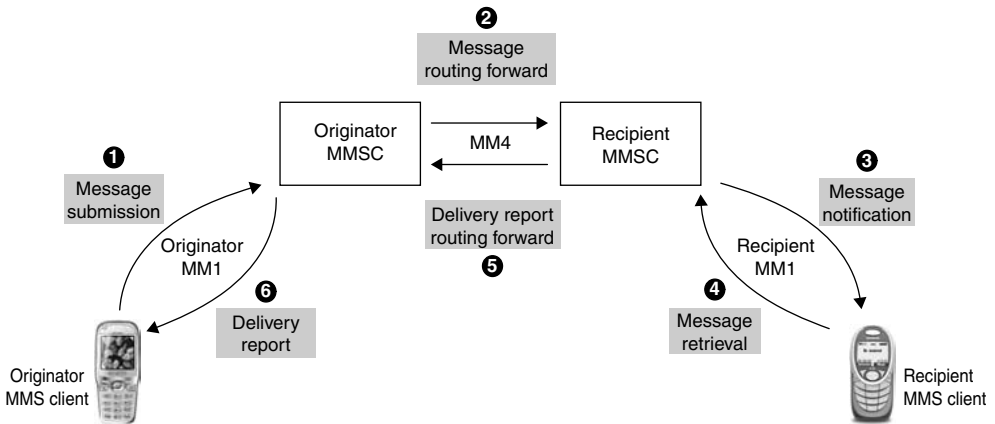 2
Message
routing forward
Originator
MMSC
MM4
Recipient
MMSC
1
Message
submission
3
Message
notification
Delivery report
routing forward
5
Originator
MM1
Recipient
MM1
6
Delivery
report
4
Message
retrieval
Originator
MMS client
Recipient
MMS client